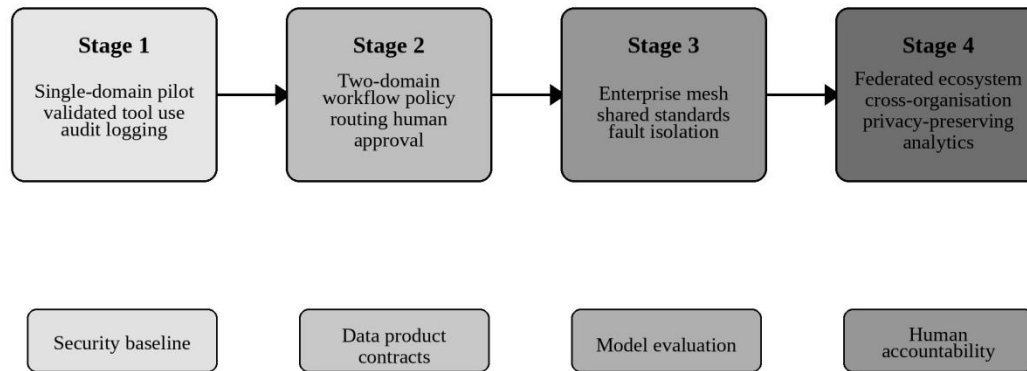 Stage 1
Single-domain pilot
validated tool use
audit logging
Stage 2
Two-domain
workflow policy
routing human
approval
Stage 3
Enterprise mesh
shared standards
fault isolation
Stage 4
Federated ecosystem
cross-organisation
privacy-preserving
analytics
Security baseline
Data product
contracts
Model evaluation
Human
accountability